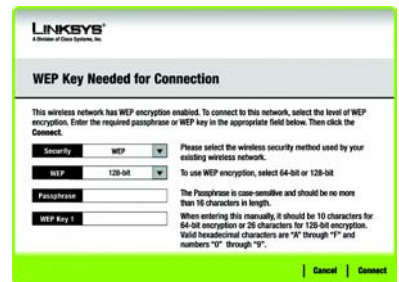 LINKSYS®
A Division of Cisco Systems, Inc.
WEP Key Needed for Connection
This wireless network has WEP encryption enabled. To connect to this network, select the level of WEP
encryption. Enter the required passphrase or WEP key in the appropriate field below. Then click the
Connect.
Security WEP Please select the wireless security method used by your
existing wireless network.
WEP 128-bit To use WEP encryption, select 64-bit or 128-bit
Passphrase The Passphrase is case-sensitive and should be no more
than 16 characters in length.
WEP Key 1 When entering this manually, it should be 10 characters for
64-bit encryption or 26 characters for 128-bit encryption.
Valid hexadecimal characters are "A" through "F" and
numbers "0" through "9".
Cancel Connect